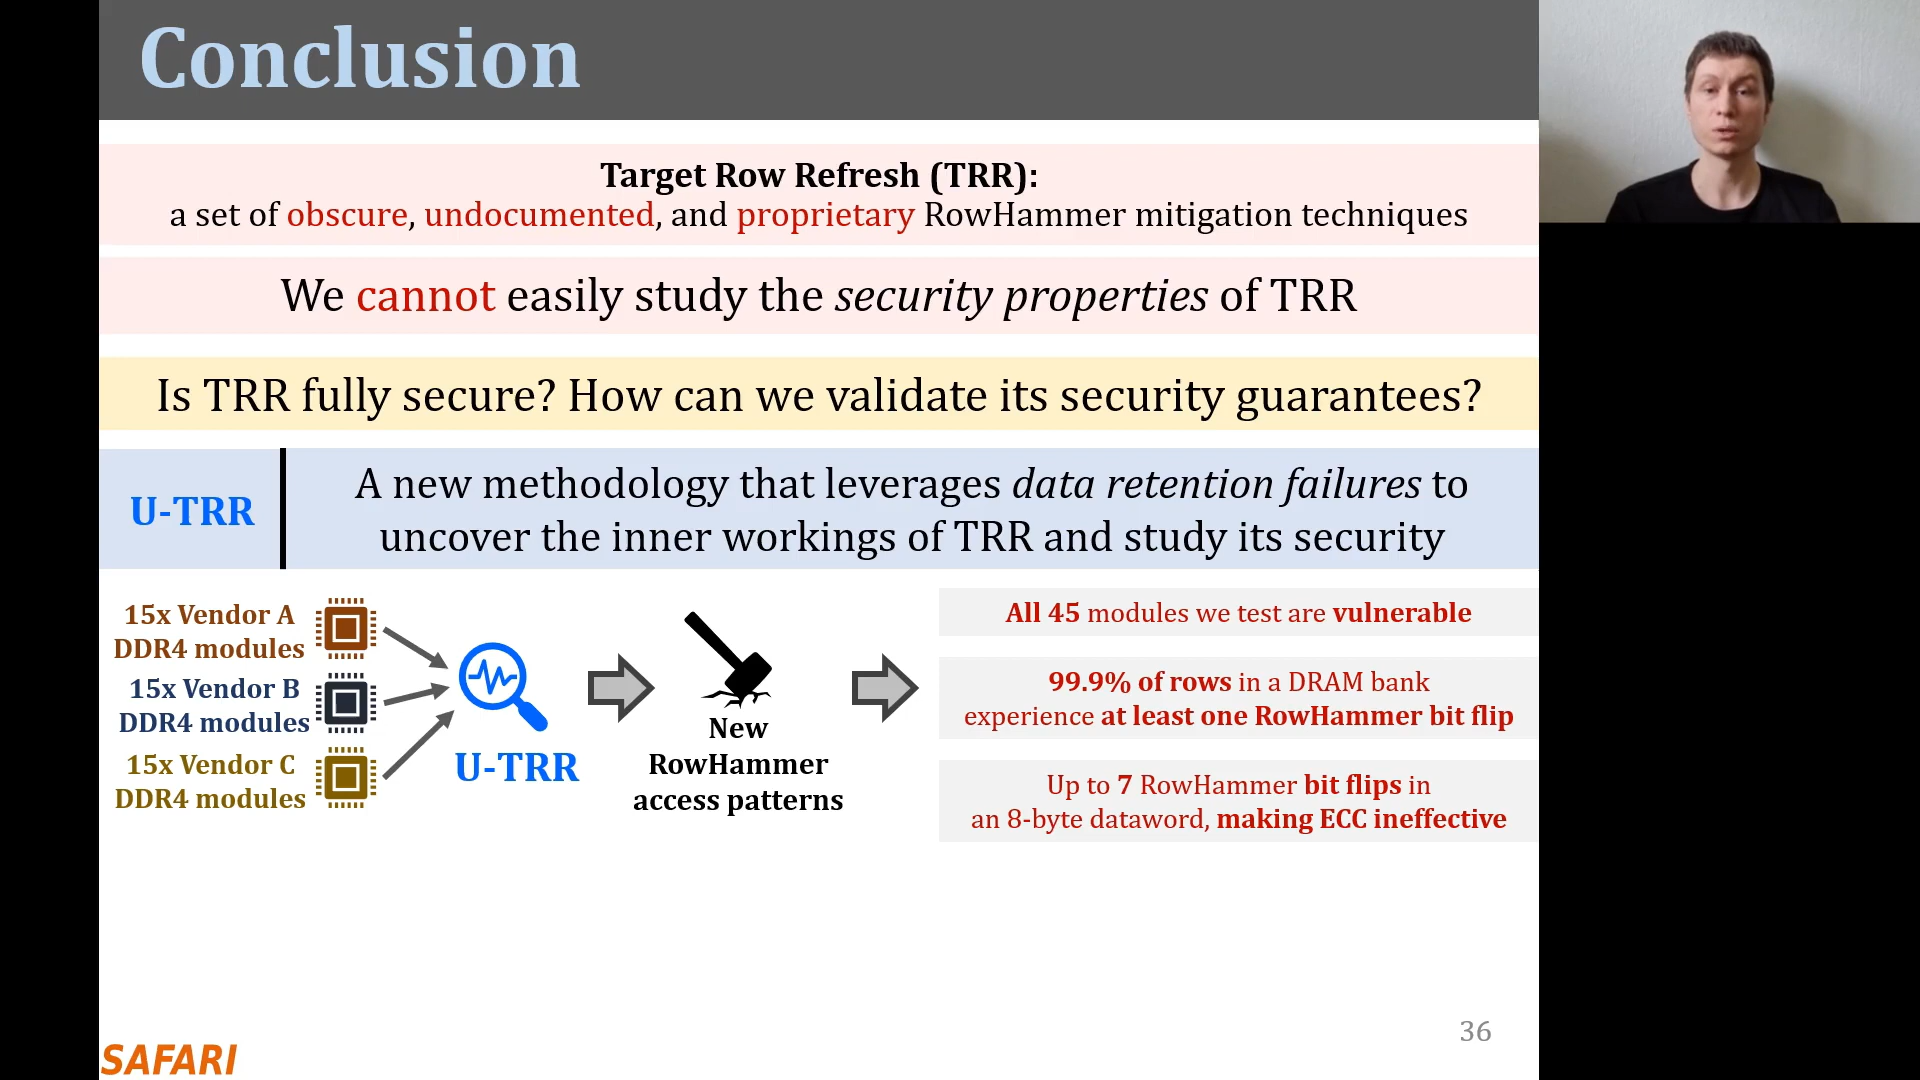 Conclusion
Target Row Refresh (TRR):
a set of obscure, undocumented, and proprietary RowHammer mitigation techniques
We cannot easily study the security properties of TRR
Is TRR fully secure? How can we validate its security guarantees?
U-TRR
A new methodology that leverages data retention failures to
uncover the inner workings of TRR and study its security
15x Vendor A
DDR4 modules
15x Vendor B
DDR4 modules
15x Vendor C
DDR4 modules
U-TRR
New
RowHammer
access patterns
All 45 modules we test are vulnerable
99.9% of rows in a DRAM bank
experience at least one RowHammer bit flip
Up to 7 RowHammer bit flips in
an 8-byte dataword, making ECC ineffective
SAFARI
36